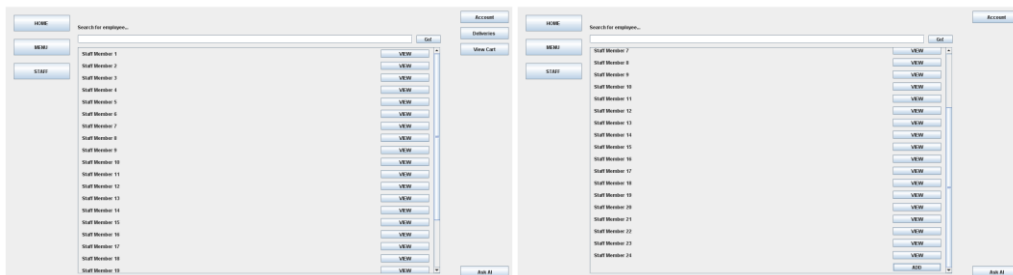 HOME
MENU
STAFF
Search for employee...
Go!
Account
Deliveries
View Cart
Staff Member 1 VIEW
Staff Member 2 VIEW
Staff Member 3 VIEW
Staff Member 4 VIEW
Staff Member 5 VIEW
Staff Member 6 VIEW
Staff Member 7 VIEW
Staff Member 8 VIEW
Staff Member 9 VIEW
Staff Member 10 VIEW
Staff Member 11 VIEW
Staff Member 12 VIEW
Staff Member 13 VIEW
Staff Member 14 VIEW
Staff Member 15 VIEW
Staff Member 16 VIEW
Staff Member 17 VIEW
Staff Member 18 VIEW
Staff Member 19 VIEW
Ask AI
HOME
MENU
STAFF
Search for employee...
Go!
Account
Staff Member 7 VIEW
Staff Member 8 VIEW
Staff Member 9 VIEW
Staff Member 10 VIEW
Staff Member 11 VIEW
Staff Member 12 VIEW
Staff Member 13 VIEW
Staff Member 14 VIEW
Staff Member 15 VIEW
Staff Member 16 VIEW
Staff Member 17 VIEW
Staff Member 18 VIEW
Staff Member 19 VIEW
Staff Member 20 VIEW
Staff Member 21 VIEW
Staff Member 22 VIEW
Staff Member 23 VIEW
Staff Member 24 VIEW
ADD
Ask AI